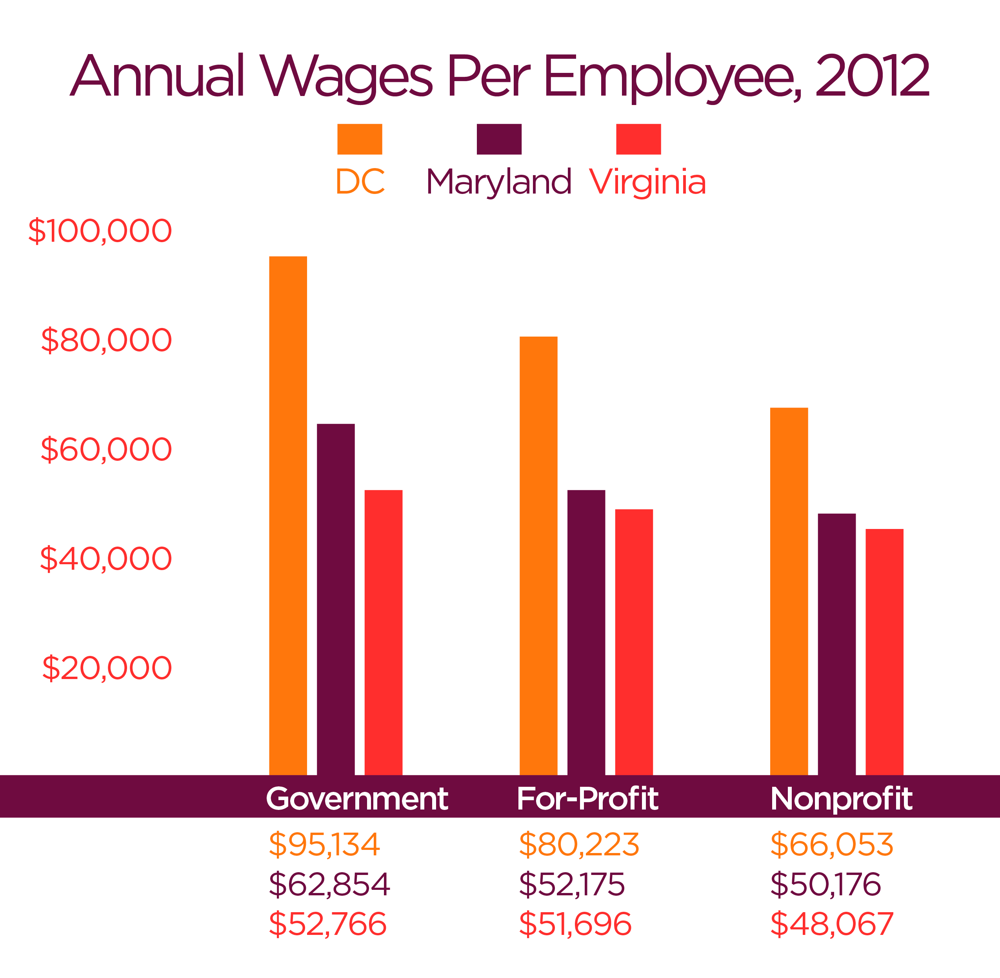 Annual Wages Per Employee, 2012
DC Maryland Virginia
$100,000
$80,000
$60,000
$40,000
$20,000
Government For-Profit Nonprofit
$95,134 $80,223 $66,053
$62,854 $52,175 $50,176
$52,766 $51,696 $48,067